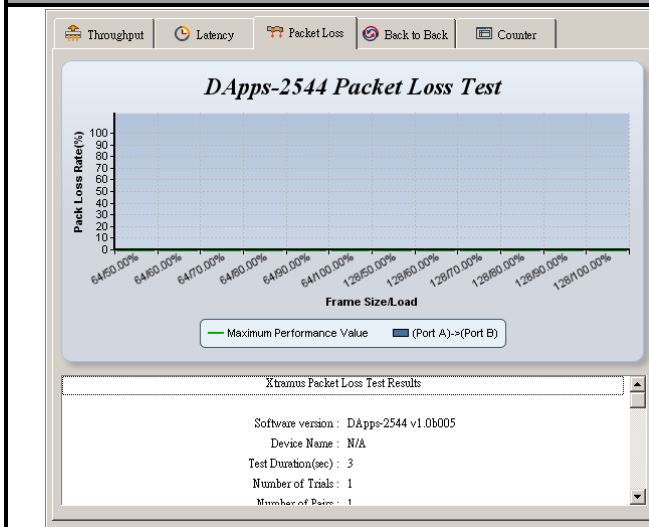 Throughput Latency Packet Loss Back to Back Counter
DApps-2544 Packet Loss Test
Pack Loss Rate(%)
100
90
80
70
60
50
40
30
20
10
0
64/50.00% 64/60.00% 64/70.00% 64/80.00% 64/90.00% 64/100.00% 128/50.00% 128/60.00% 128/70.00% 128/80.00% 128/90.00% 128/100.00%
Frame Size/Load
Maximum Performance Value (Port A)->(Port B)
Xtramus Packet Loss Test Results
Software version : DApps-2544 v1.0b005
Device Name : N/A
Test Duration(sec) : 3
Number of Trials : 1
Number of Pairs : 1